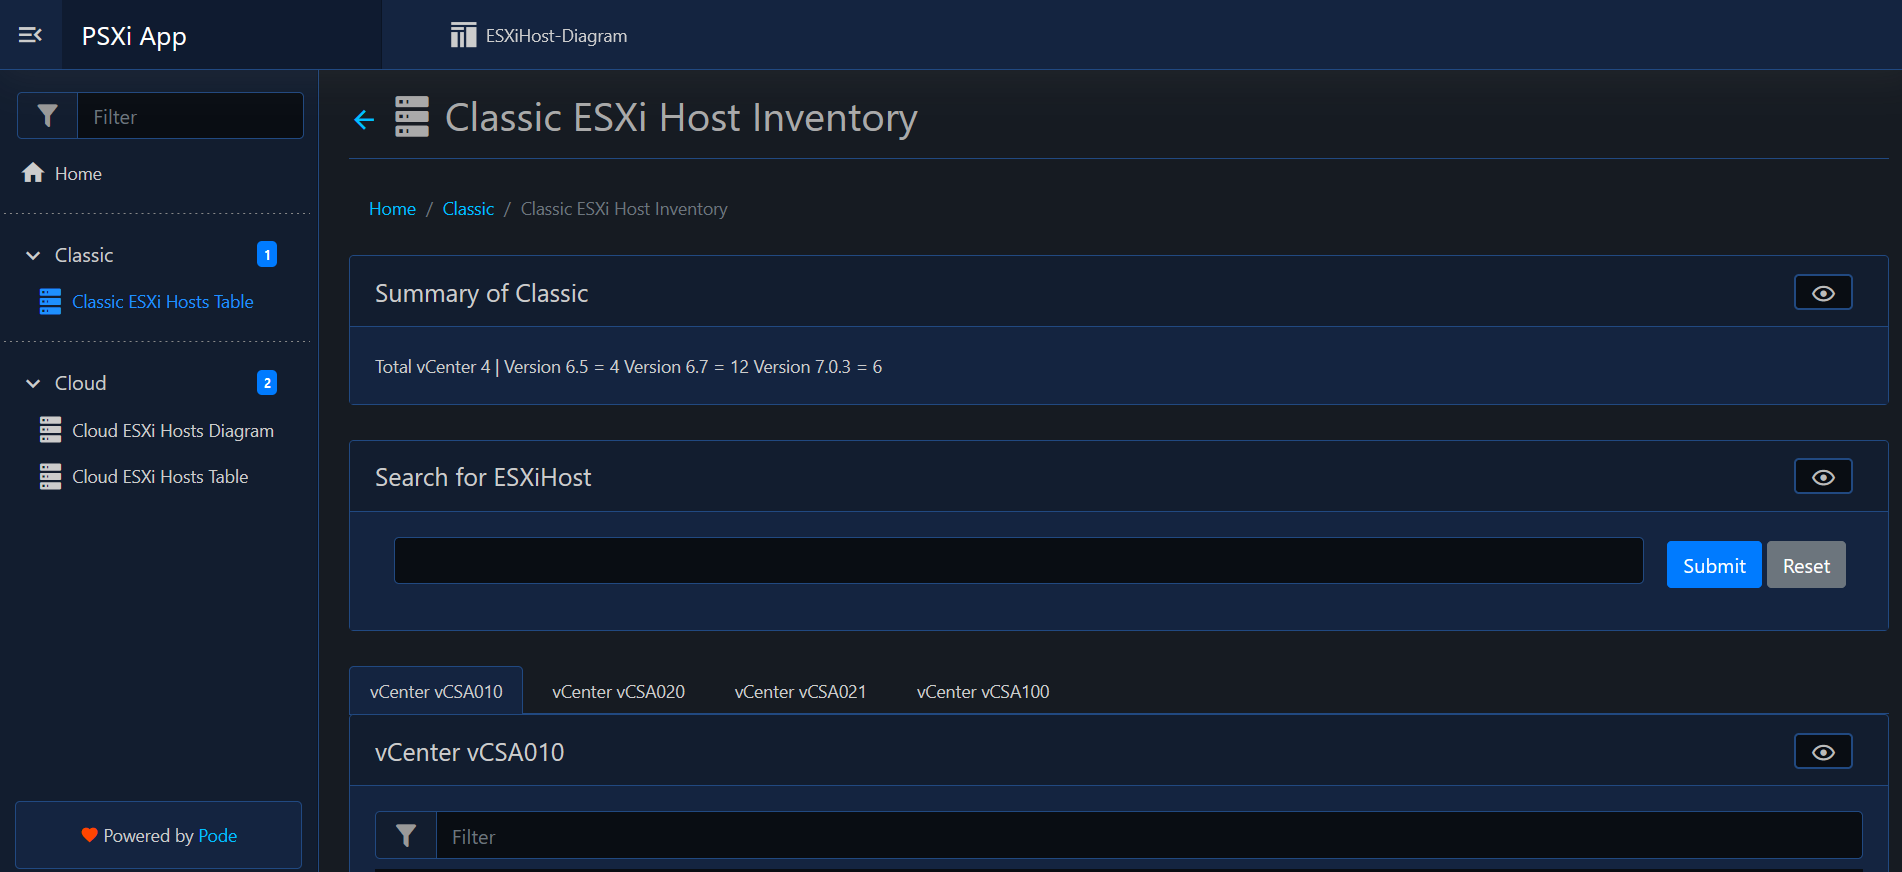 PSXi App
ESXiHost-Diagram
Filter
Home
Classic 1
Classic ESXi Hosts Table
Cloud 2
Cloud ESXi Hosts Diagram
Cloud ESXi Hosts Table
Powered by Pode
Classic ESXi Host Inventory
Home / Classic / Classic ESXi Host Inventory
Summary of Classic
Total vCenter 4 | Version 6.5 = 4 Version 6.7 = 12 Version 7.0.3 = 6
Search for ESXiHost
Submit Reset
vCenter vCSA010 vCenter vCSA020 vCenter vCSA021 vCenter vCSA100
vCenter vCSA010
Filter